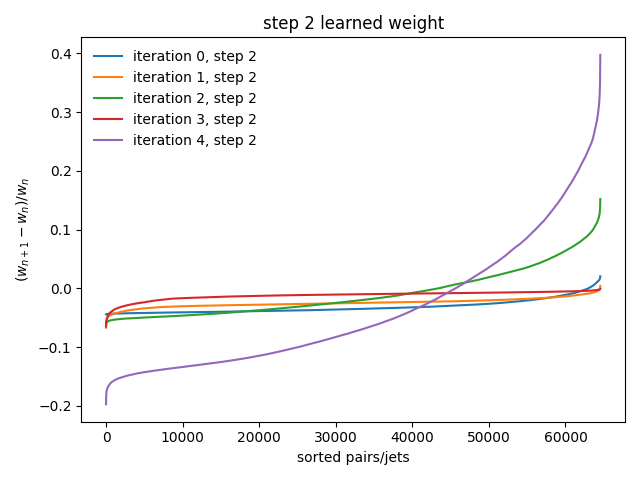 step 2 learned weight
iteration 0, step 2
iteration 1, step 2
iteration 2, step 2
iteration 3, step 2
iteration 4, step 2
(w_{n+1} − w_n)/w_n
0.4
0.3
0.2
0.1
0.0
−0.1
−0.2
0 10000 20000 30000 40000 50000 60000
sorted pairs/jets